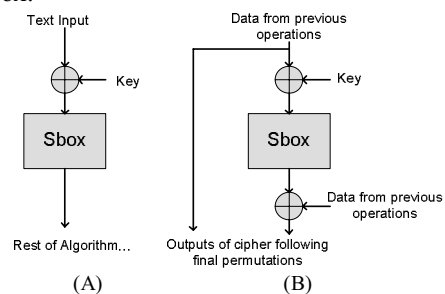 Text Input
Key
Sbox
Rest of Algorithm...
(A)
Data from previous
operations
Key
Sbox
Data from previous
operations
Outputs of cipher following
final permutations
(B)